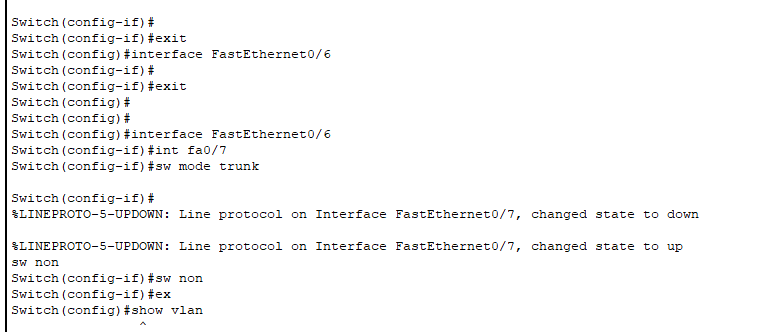 Switch(config-if)#
Switch(config-if)#exit
Switch(config)#interface FastEthernet0/6
Switch(config-if)#
Switch(config-if)#exit
Switch(config)#
Switch(config)#
Switch(config)#interface FastEthernet0/6
Switch(config-if)#int fa0/7
Switch(config-if)#sw mode trunk
Switch(config-if)#
%LINEPROTO-5-UPDOWN: Line protocol on Interface FastEthernet0/7, changed state to down
%LINEPROTO-5-UPDOWN: Line protocol on Interface FastEthernet0/7, changed state to up
sw non
Switch(config-if)#sw non
Switch(config-if)#ex
Switch(config)#show vlan
^